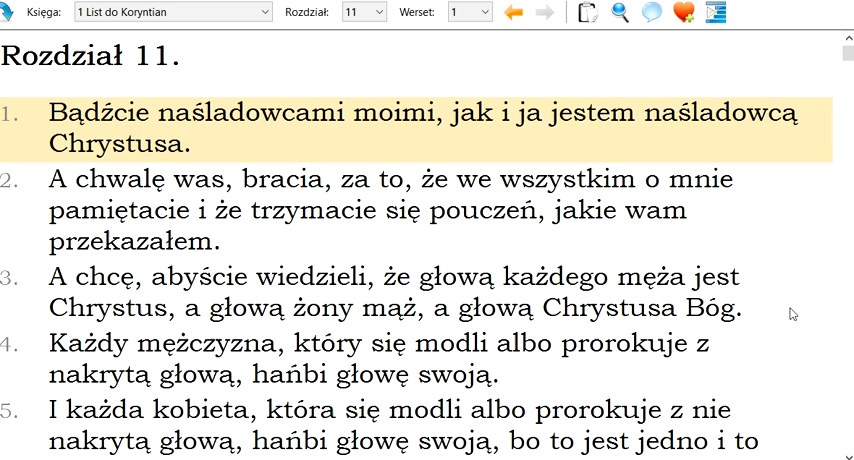 Księga: 1 List do Koryntian Rozdział: 11 Werset: 1
Rozdział 11.
1. Bądźcie naśladowcami moimi, jak i ja jestem naśladowcą
Chrystusa.
2. A chwalę was, bracia, za to, że we wszystkim o mnie
pamiętacie i że trzymacie się pouczeń, jakie wam
przekazałem.
3. A chcę, abyście wiedzieli, że głową każdego męża jest
Chrystus, a głową żony mąż, a głową Chrystusa Bóg.
4. Każdy mężczyzna, który się modli albo prorokuje z
nakrytą głową, hańbi głowę swoją.
5. I każda kobieta, która się modli albo prorokuje z nie
nakrytą głową, hańbi głowę swoją, bo to jest jedno i to